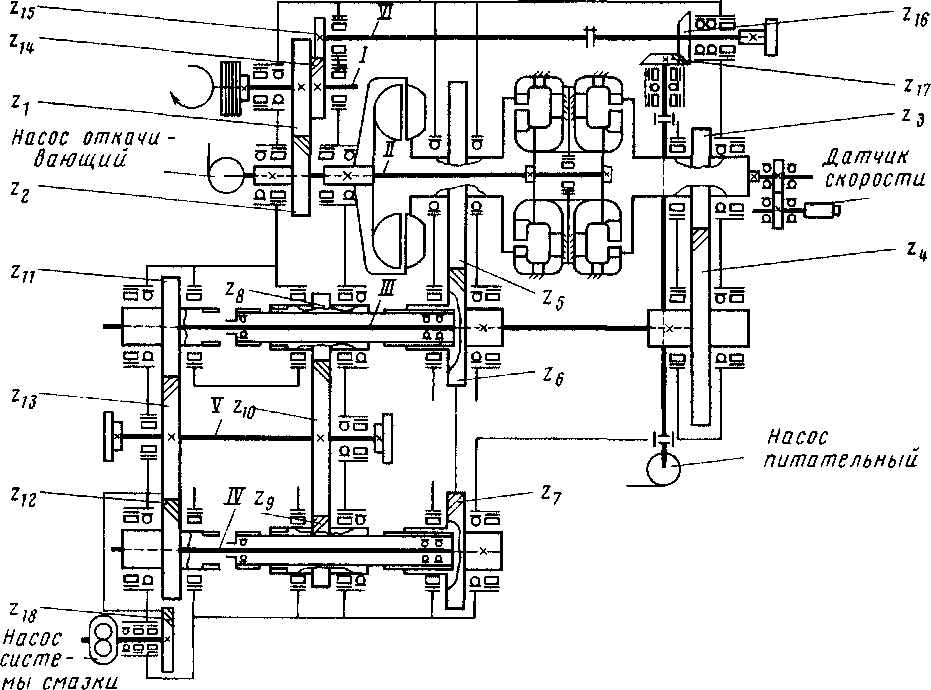 z15
VI
z16
z14
I
z17
z1
z3
Насос откачи-
вающий
II
Датчик
скорости
z2
z4
z11
z8
III
z5
z6
z13
V
z10
Насос
питательный
z12
IV
z9
z7
z18
Насос
систе-
мы смазки